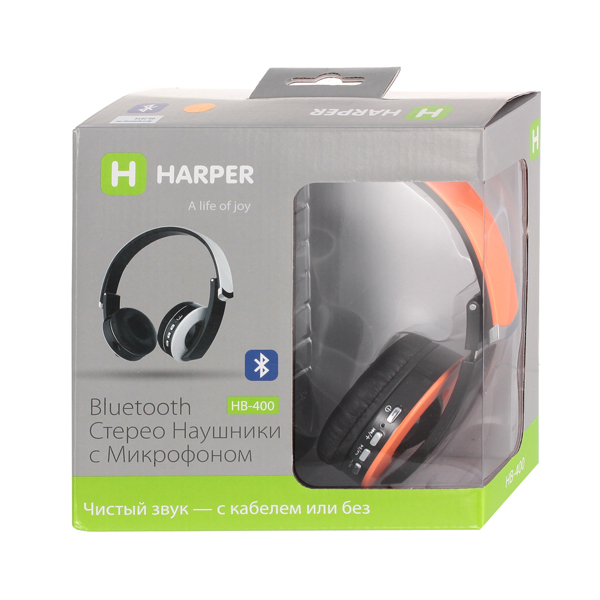 HARPER
H HARPER
A life of joy
Bluetooth HB-400
Стерео Наушники
с Микрофоном
Чистый звук — с кабелем или без
HB-400